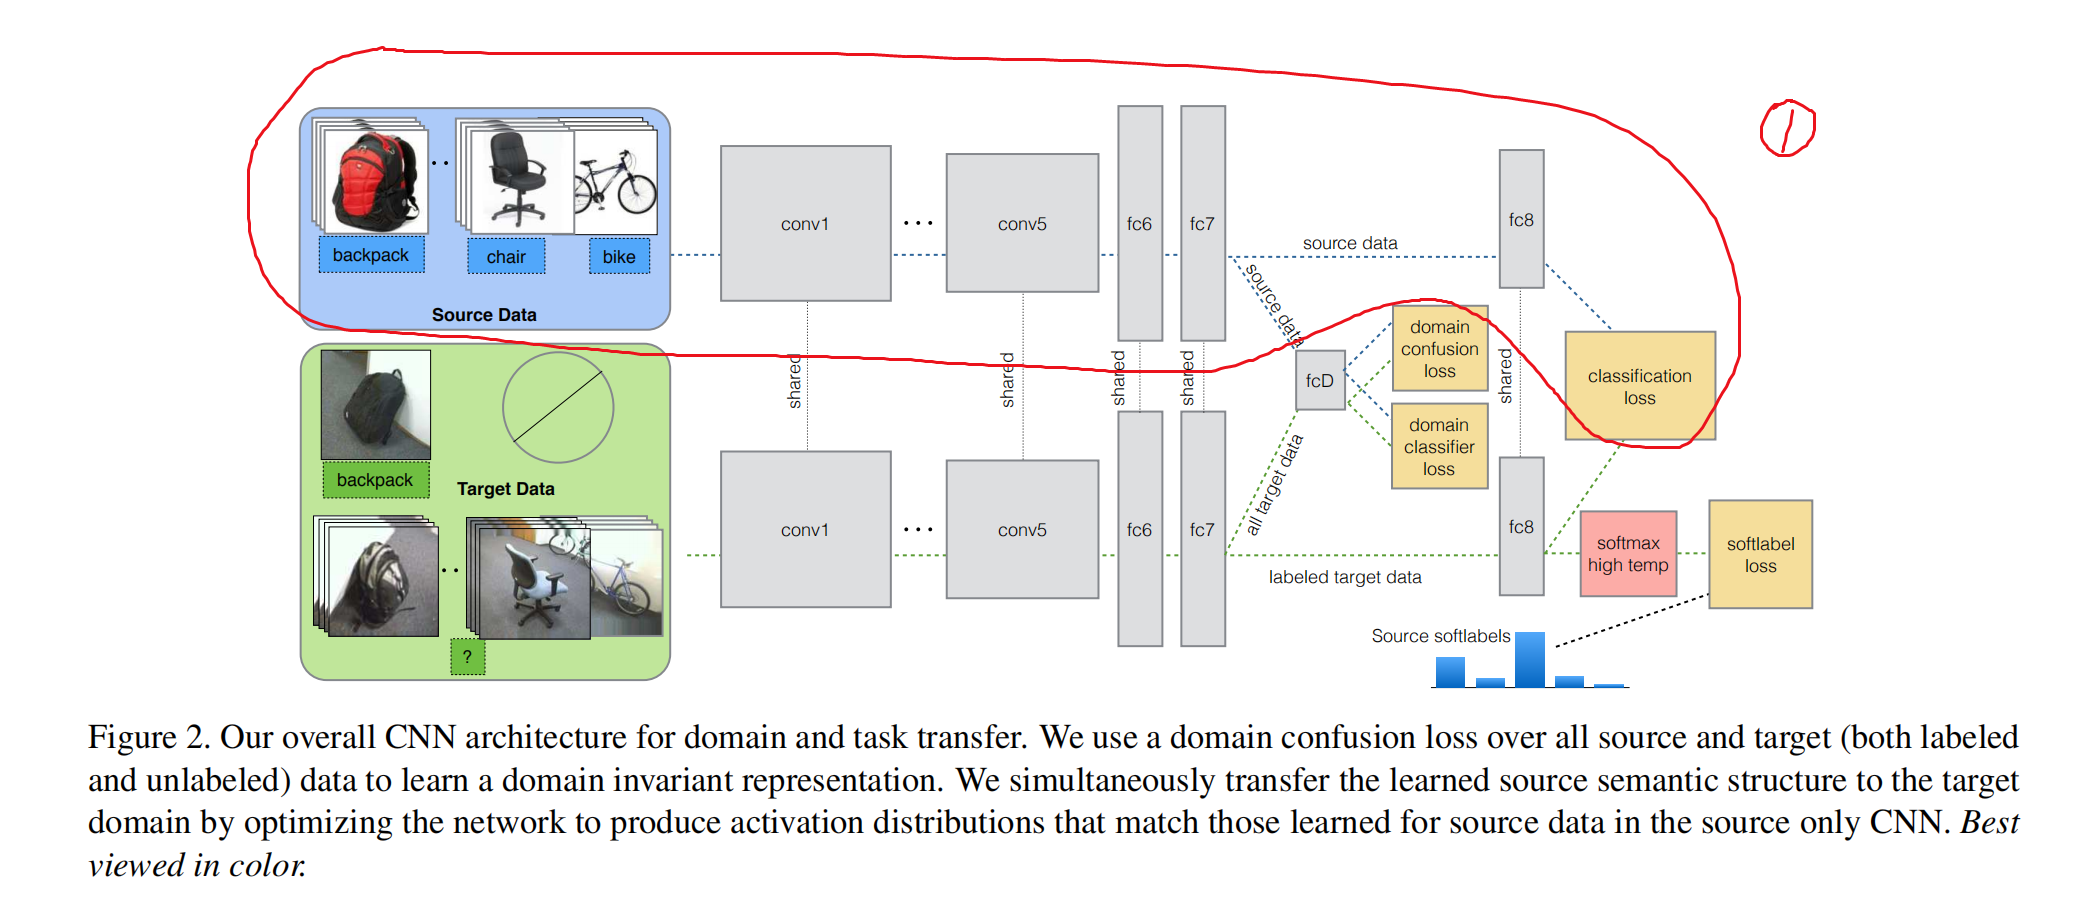 1
backpack
chair
bike
Source Data
conv1
conv5
fc6
fc7
source data
fc8
source data
domain
confusion
loss
classification
loss
shared
shared
shared
shared
fcD
shared
domain
classifier
loss
backpack
Target Data
?
conv1
conv5
fc6
fc7
all target data
labeled target data
fc8
softmax
high temp
softlabel
loss
Source softlabels
Figure 2. Our overall CNN architecture for domain and task transfer. We use a domain confusion loss over all source and target (both labeled
and unlabeled) data to learn a domain invariant representation. We simultaneously transfer the learned source semantic structure to the target
domain by optimizing the network to produce activation distributions that match those learned for source data in the source only CNN. Best
viewed in color.